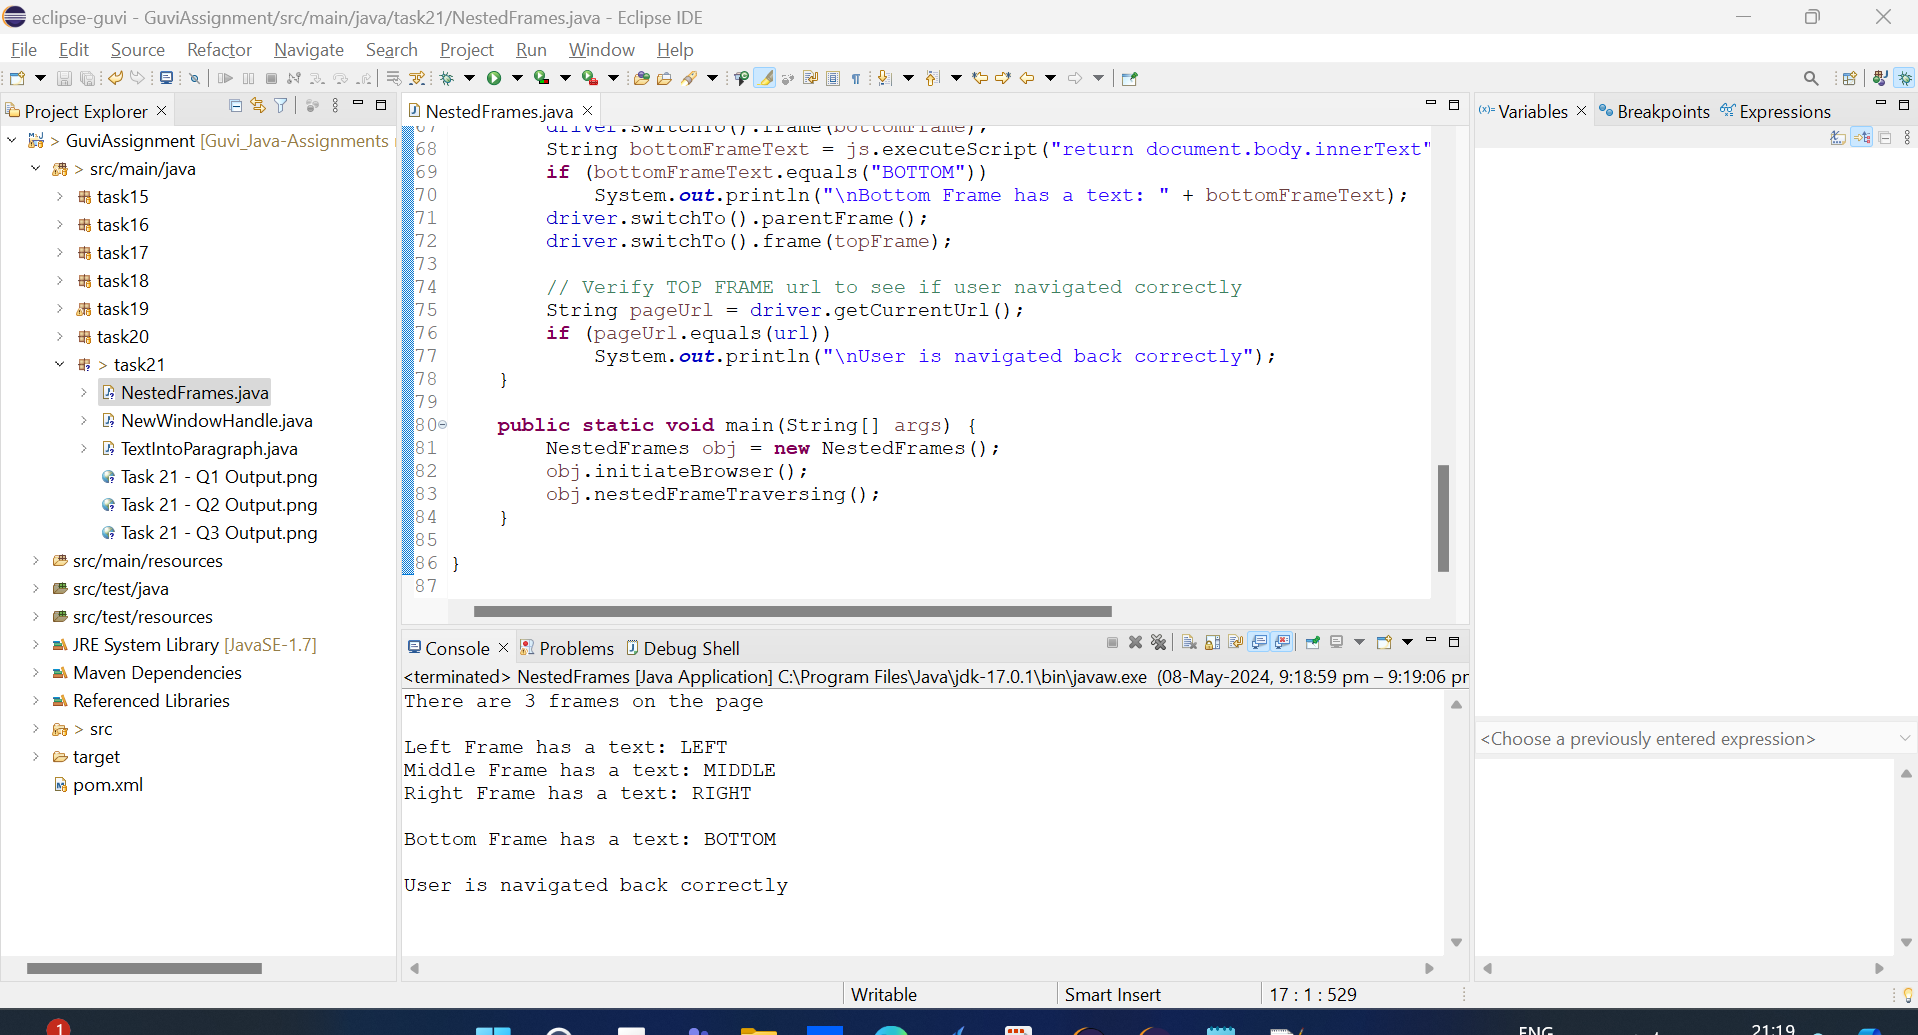 eclipse-guvi - GuviAssignment/src/main/java/task21/NestedFrames.java - Eclipse IDE
File Edit Source Refactor Navigate Search Project Run Window Help
Project Explorer
> GuviAssignment [Guvi_Java-Assignments
> src/main/java
task15
task16
task17
task18
task19
task20
> task21
NestedFrames.java
NewWindowHandle.java
TextIntoParagraph.java
Task 21 - Q1 Output.png
Task 21 - Q2 Output.png
Task 21 - Q3 Output.png
src/main/resources
src/test/java
src/test/resources
JRE System Library [JavaSE-1.7]
Maven Dependencies
Referenced Libraries
> src
target
pom.xml
NestedFrames.java
67 driver.switchTo().frame(bottomFrame);
68 String bottomFrameText = js.executeScript("return document.body.innerText"
69 if (bottomFrameText.equals("BOTTOM"))
70 System.out.println("\nBottom Frame has a text: " + bottomFrameText);
71 driver.switchTo().parentFrame();
72 driver.switchTo().frame(topFrame);
73
74 // Verify TOP FRAME url to see if user navigated correctly
75 String pageUrl = driver.getCurrentUrl();
76 if (pageUrl.equals(url))
77 System.out.println("\nUser is navigated back correctly");
78 }
79
80 public static void main(String[] args) {
81 NestedFrames obj = new NestedFrames();
82 obj.initiateBrowser();
83 obj.nestedFrameTraversing();
84 }
85
86 }
87
Console Problems Debug Shell
<terminated> NestedFrames [Java Application] C:\Program Files\Java\jdk-17.0.1\bin\javaw.exe (08-May-2024, 9:18:59 pm – 9:19:06 pm
There are 3 frames on the page
Left Frame has a text: LEFT
Middle Frame has a text: MIDDLE
Right Frame has a text: RIGHT
Bottom Frame has a text: BOTTOM
User is navigated back correctly
(x)= Variables Breakpoints Expressions
<Choose a previously entered expression>
Writable Smart Insert 17 : 1 : 529
1
ENG 21:19